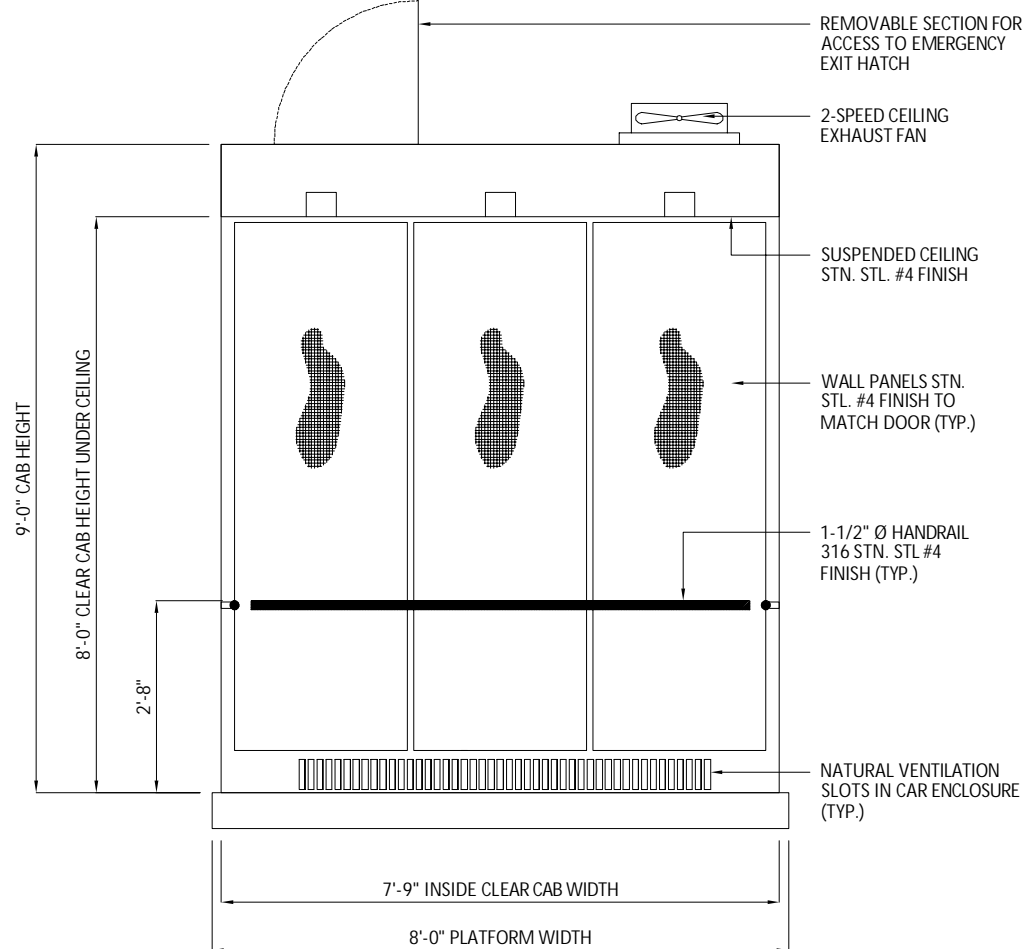 REMOVABLE SECTION FOR
ACCESS TO EMERGENCY
EXIT HATCH
2-SPEED CEILING
EXHAUST FAN
SUSPENDED CEILING
STN. STL. #4 FINISH
WALL PANELS STN.
STL. #4 FINISH TO
MATCH DOOR (TYP.)
1-1/2" Ø HANDRAIL
316 STN. STL #4
FINISH (TYP.)
NATURAL VENTILATION
SLOTS IN CAR ENCLOSURE
(TYP.)
9'-0" CAB HEIGHT
8'-0" CLEAR CAB HEIGHT UNDER CEILING
2'-8"
7'-9" INSIDE CLEAR CAB WIDTH
8'-0" PLATFORM WIDTH